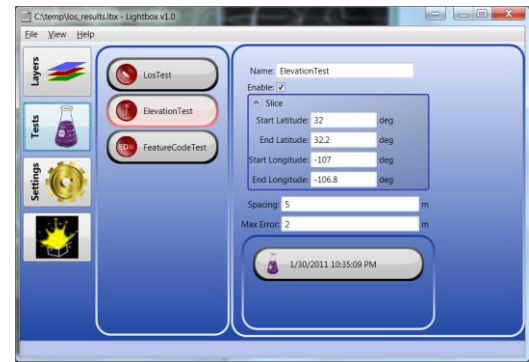 C:\temp\los_results.lbx - Lightbox v1.0
File View Help
Layers
Tests
Settings
LosTest
ElevationTest
FeatureCodeTest
Name: ElevationTest
Enable:
Slice
Start Latitude: 32 deg
End Latitude: 32.2 deg
Start Longitude: -107 deg
End Longitude: -106.8 deg
Spacing: 5 m
Max Error: 2 m
1/30/2011 10:35:09 PM